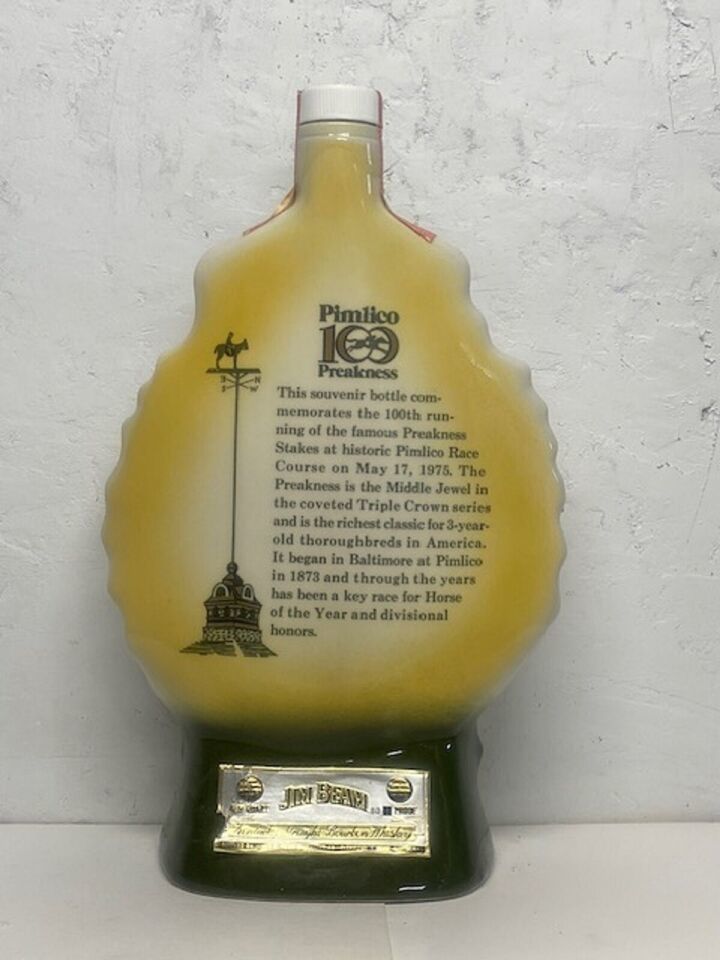 Pimlico
100
Preakness
This souvenir bottle com-
memorates the 100th run-
ning of the famous Preakness
Stakes at historic Pimlico Race
Course on May 17, 1975. The
Preakness is the Middle Jewel in
the coveted Triple Crown series
and is the richest classic for 3-year-
old thoroughbreds in America.
It began in Baltimore at Pimlico
in 1873 and through the years
has been a key race for Horse
of the Year and divisional
honors.
N
W
JIM BEAM
QUART
80 PROOF
Straight Bourbon Whiskey